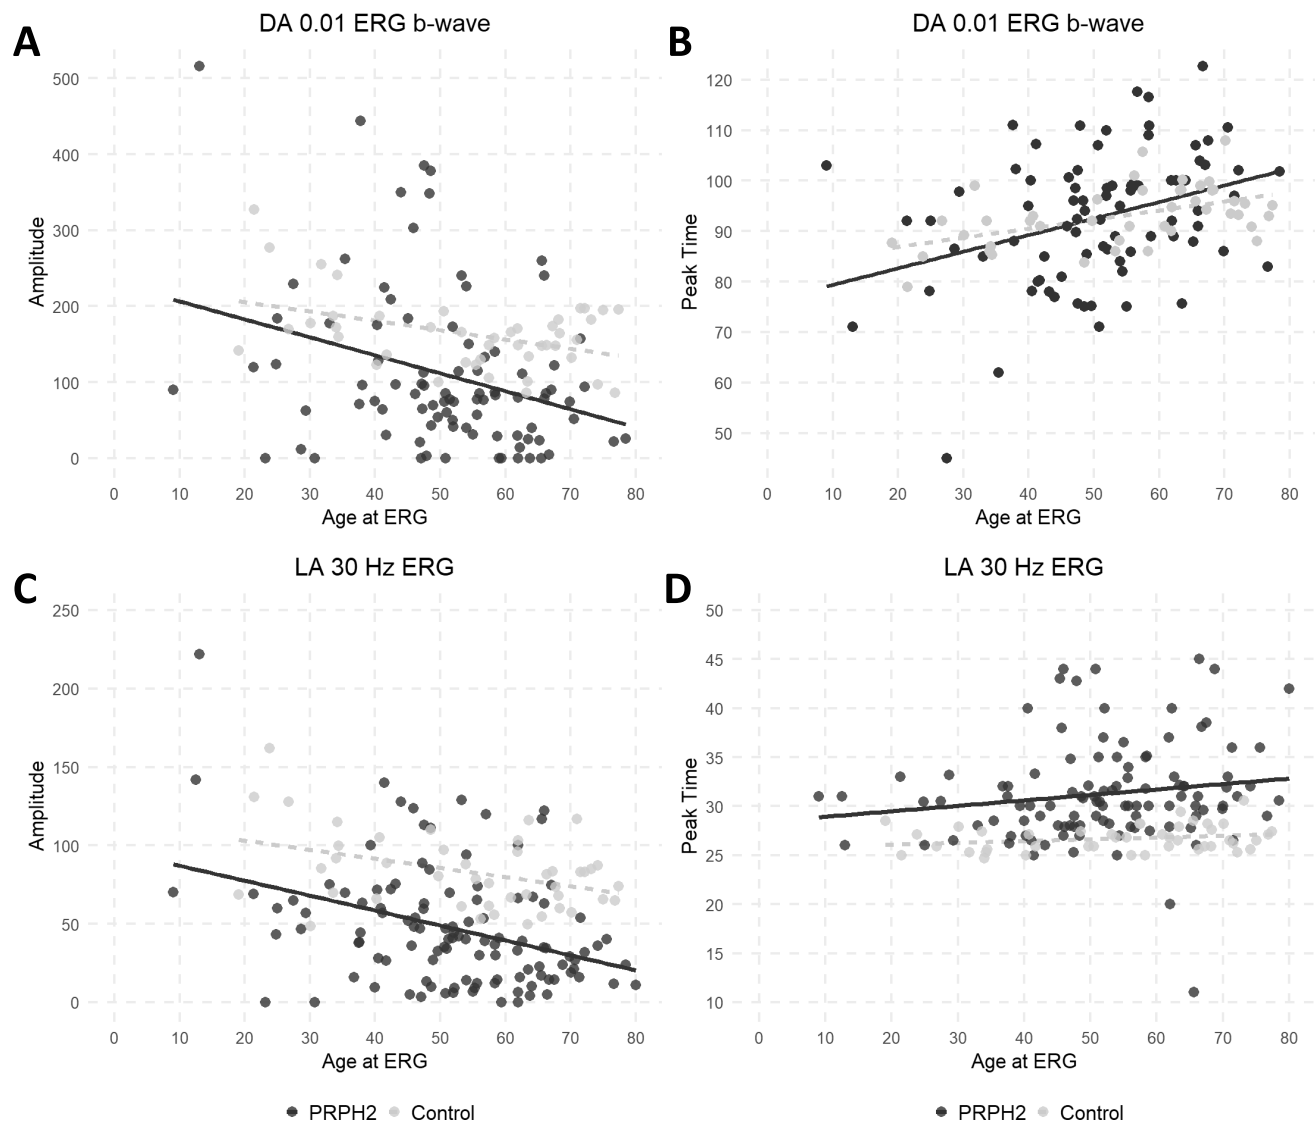 A
DA 0.01 ERG b-wave
Amplitude
500
400
300
200
100
0
0 10 20 30 40 50 60 70 80
Age at ERG
B
DA 0.01 ERG b-wave
Peak Time
120
110
100
90
80
70
60
50
0 10 20 30 40 50 60 70 80
Age at ERG
C
LA 30 Hz ERG
Amplitude
250
200
150
100
50
0
0 10 20 30 40 50 60 70 80
Age at ERG
PRPH2 Control
D
LA 30 Hz ERG
Peak Time
50
45
40
35
30
25
20
15
10
0 10 20 30 40 50 60 70 80
Age at ERG
PRPH2 Control